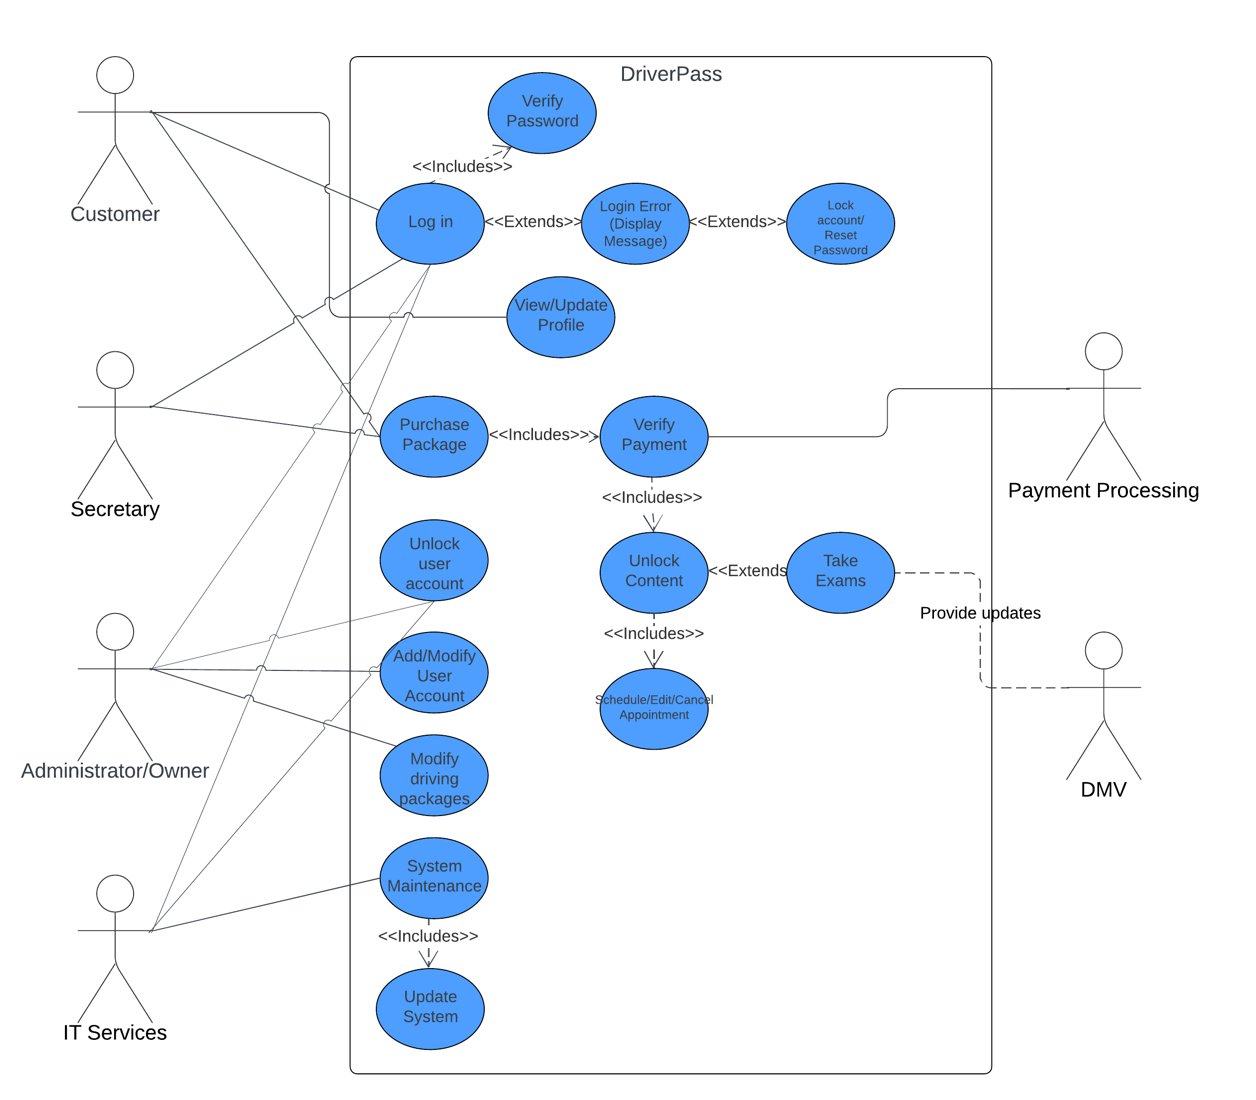 DriverPass
Verify
Password
<<Includes>>
Customer
Log in
<<Extends>>
Login Error
(Display
Message)
<<Extends>>
Lock
account/
Reset
Password
View/Update
Profile
Secretary
Purchase
Package
<<Includes>>
Verify
Payment
Payment Processing
<<Includes>>
Unlock
user
account
Unlock
Content
<<Extends
Take
Exams
Provide updates
<<Includes>>
Administrator/Owner
Add/Modify
User
Account
Schedule/Edit/Cancel
Appointment
DMV
Modify
driving
packages
System
Maintenance
<<Includes>>
IT Services
Update
System